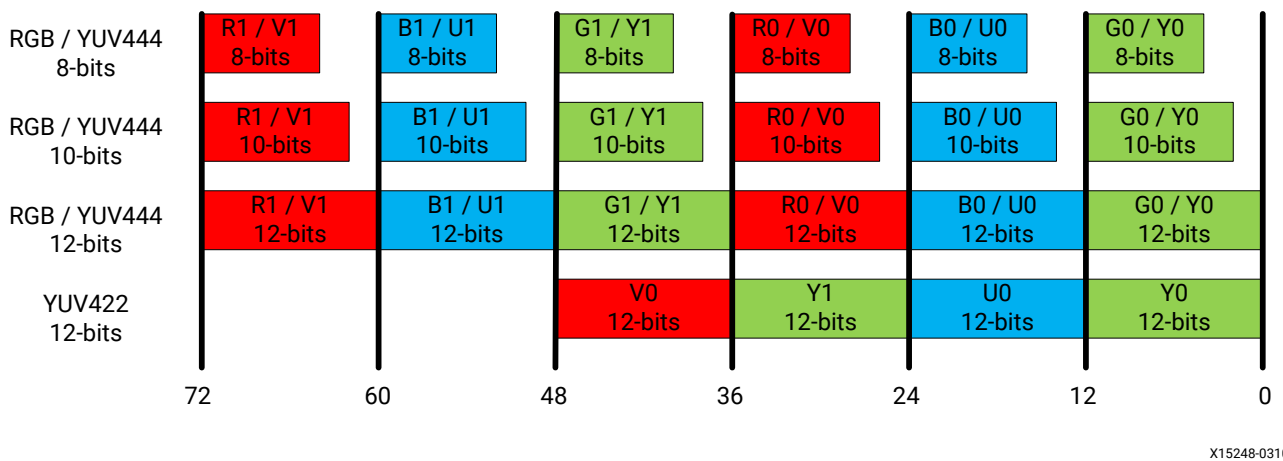 RGB / YUV444
8-bits
R1 / V1
8-bits
B1 / U1
8-bits
G1 / Y1
8-bits
R0 / V0
8-bits
B0 / U0
8-bits
G0 / Y0
8-bits
RGB / YUV444
10-bits
R1 / V1
10-bits
B1 / U1
10-bits
G1 / Y1
10-bits
R0 / V0
10-bits
B0 / U0
10-bits
G0 / Y0
10-bits
RGB / YUV444
12-bits
R1 / V1
12-bits
B1 / U1
12-bits
G1 / Y1
12-bits
R0 / V0
12-bits
B0 / U0
12-bits
G0 / Y0
12-bits
YUV422
12-bits
V0
12-bits
Y1
12-bits
U0
12-bits
Y0
12-bits
72 60 48 36 24 12 0